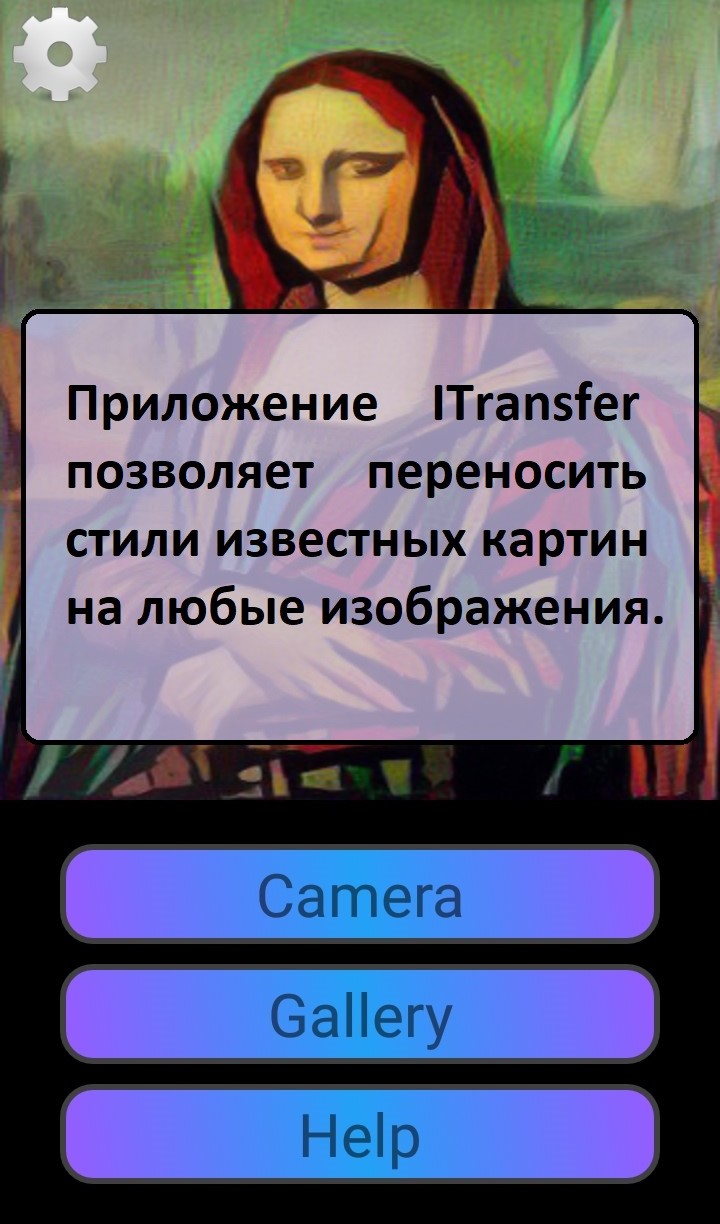 Приложение ITransfer
позволяет переносить
стили известных картин
на любые изображения.
Camera
Gallery
Help